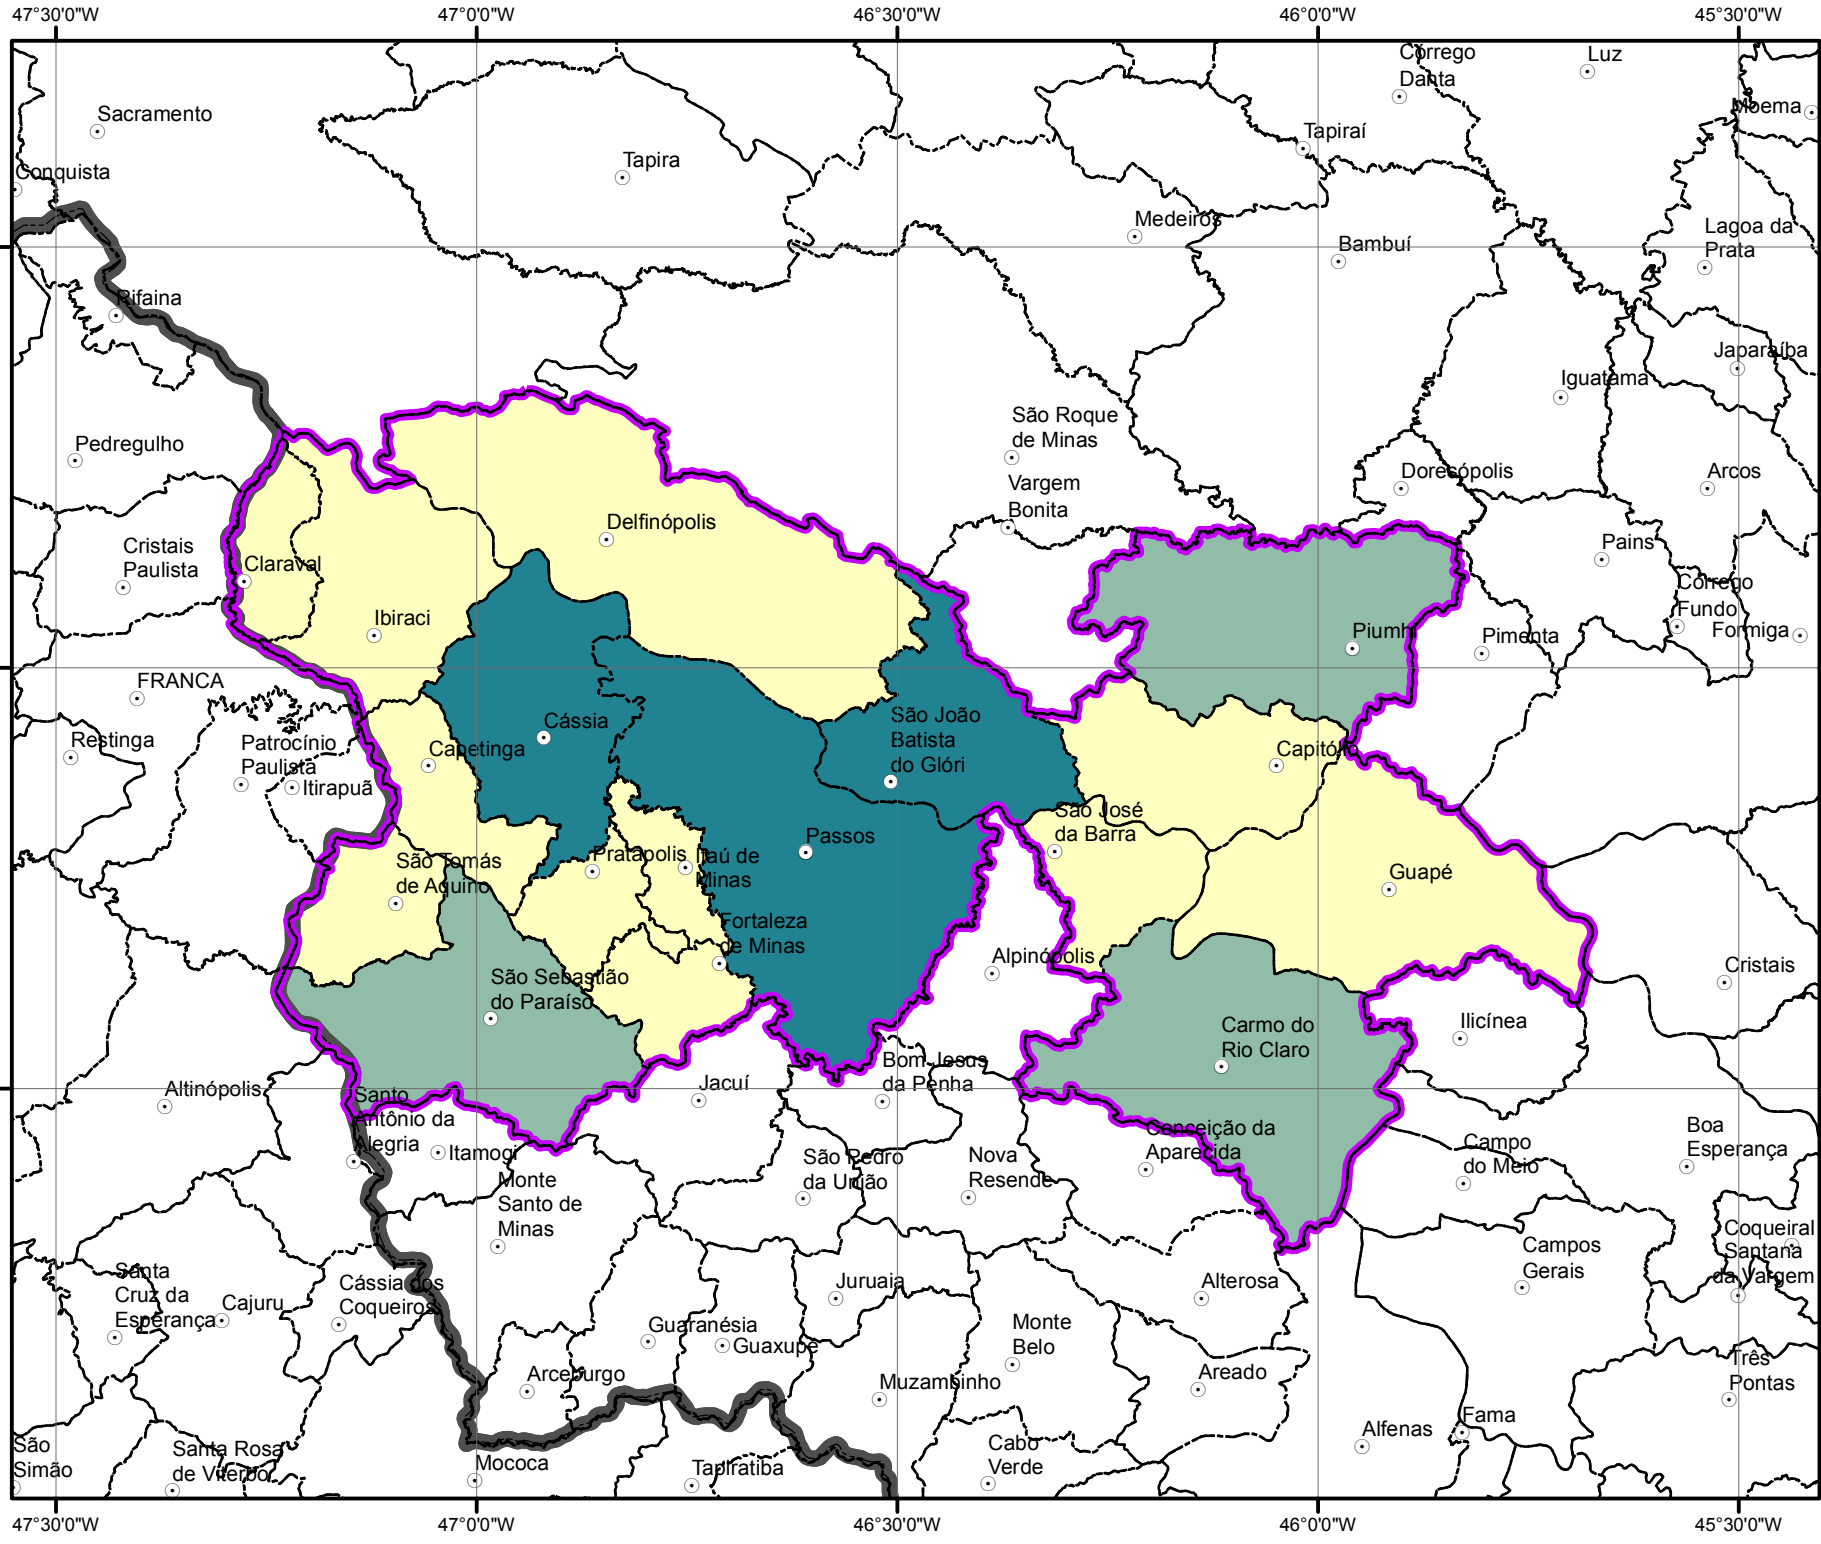 47°30'0"W 47°0'0"W 46°30'0"W 46°0'0"W 45°30'0"W
Córrego
Danta
Luz
Moema
Sacramento
Tapiraí
Tapira
Conquista
Medeiros
Bambuí
Lagoa da
Prata
Rifaina
Japaraíba
Iguatama
São Roque
de Minas
Pedregulho
Doresópolis
Arcos
Vargem
Bonita
Delfinópolis
Cristais
Paulista
Claraval
Pains
Córrego
Fundo
Formiga
Ibiraci
Piumhi
Pimenta
FRANCA
São João
Batista
do Glóri
Cássia
Restinga
Patrocínio
Paulista
Itirapuã
Capetinga
Capitólio
São José
da Barra
Passos
São Tomás
de Aquino
Pratápolis
Itaú de
Minas
Guapé
Fortaleza
de Minas
Alpinópolis
Cristais
São Sebastião
do Paraíso
Carmo do
Rio Claro
Ilicínea
Bom Jesus
da Penha
Jacuí
Altinópolis
Santo
Antônio da
Alegria
Itamogi
Conceição da
Aparecida
Campo
do Meio
Boa
Esperança
São Pedro
da União
Nova
Resende
Monte
Santo de
Minas
Coqueiral
Santana
da Vargem
Campos
Gerais
Santa
Cruz da
Esperança
Cajuru
Cássia dos
Coqueiros
Juruaia
Alterosa
Guaranésia
Guaxupé
Monte
Belo
Arceburgo
Muzambinho
Areado
Três
Pontas
Fama
Alfenas
São
Simão
Santa Rosa
de Viterbo
Mococa
Tapiratiba
Cabo
Verde
47°30'0"W 47°0'0"W 46°30'0"W 46°0'0"W 45°30'0"W